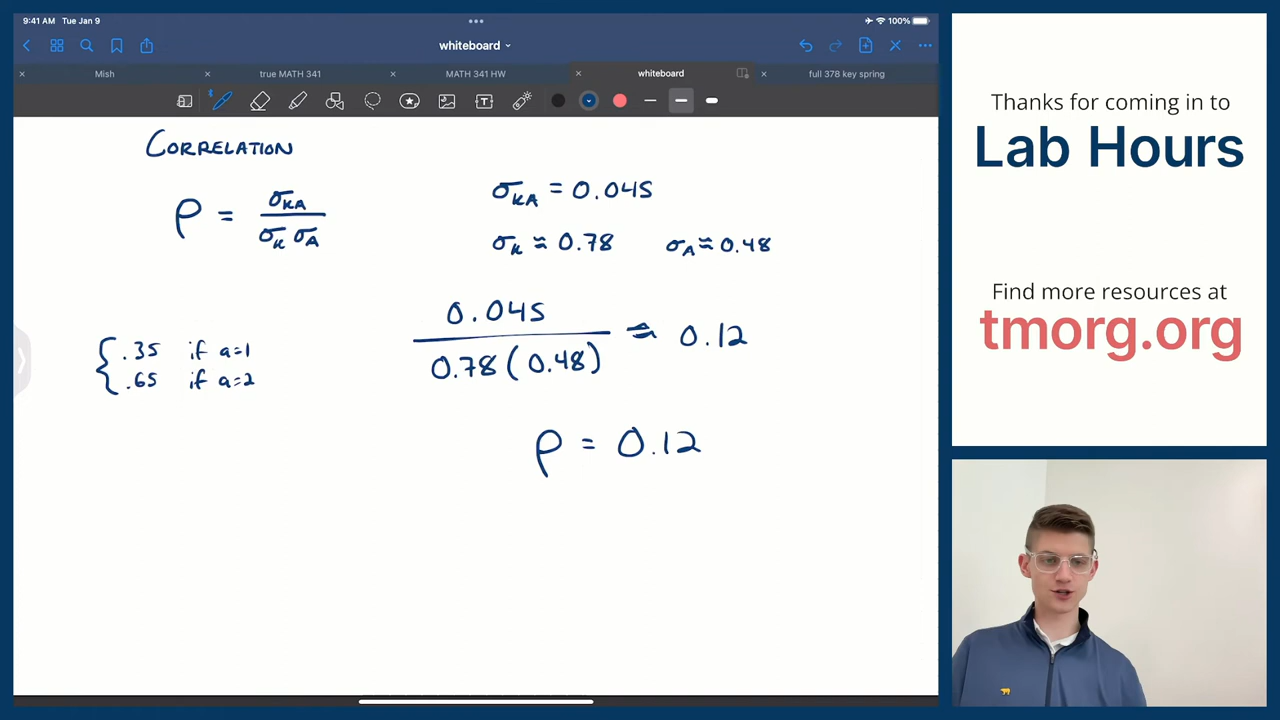 9:41 AM Tue Jan 9
100%
whiteboard
Mish
true MATH 341
MATH 341 HW
whiteboard
full 378 key spring
CORRELATION
ρ = σKA / σK σA
σKA = 0.045
σK ≈ 0.78 σA ≈ 0.48
0.045 / 0.78(0.48) ≈ 0.12
{ .35 if a=1
.65 if a=2
ρ = 0.12
Thanks for coming in to
Lab Hours
Find more resources at
tmorg.org